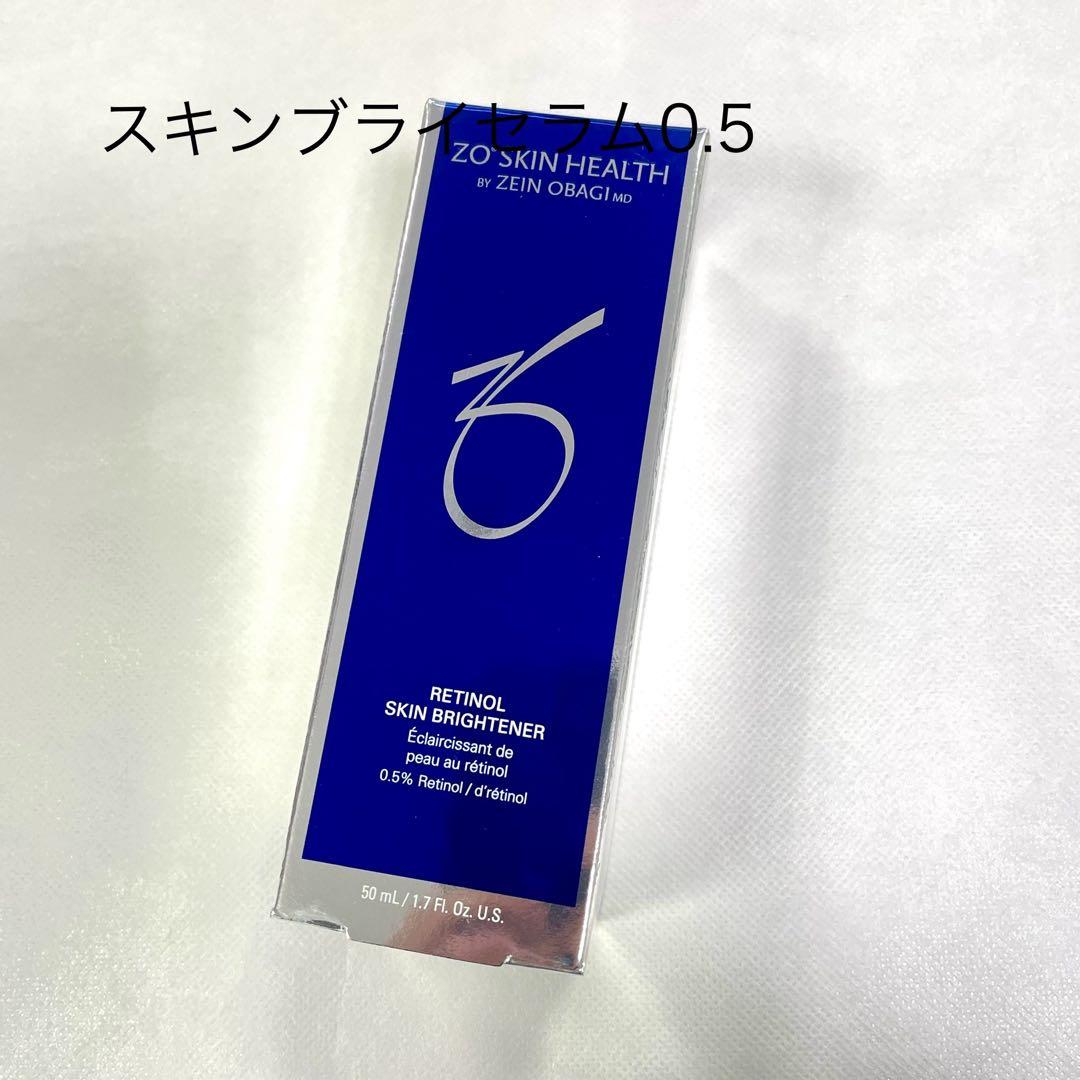 スキンブライセラム0.5
ZO® SKIN HEALTH
BY ZEIN OBAGI MD
RETINOL
SKIN BRIGHTENER
Éclaircissant de
peau au rétinol
0.5% Retinol / d'rétinol
50 mL / 1.7 Fl. Oz. U.S.